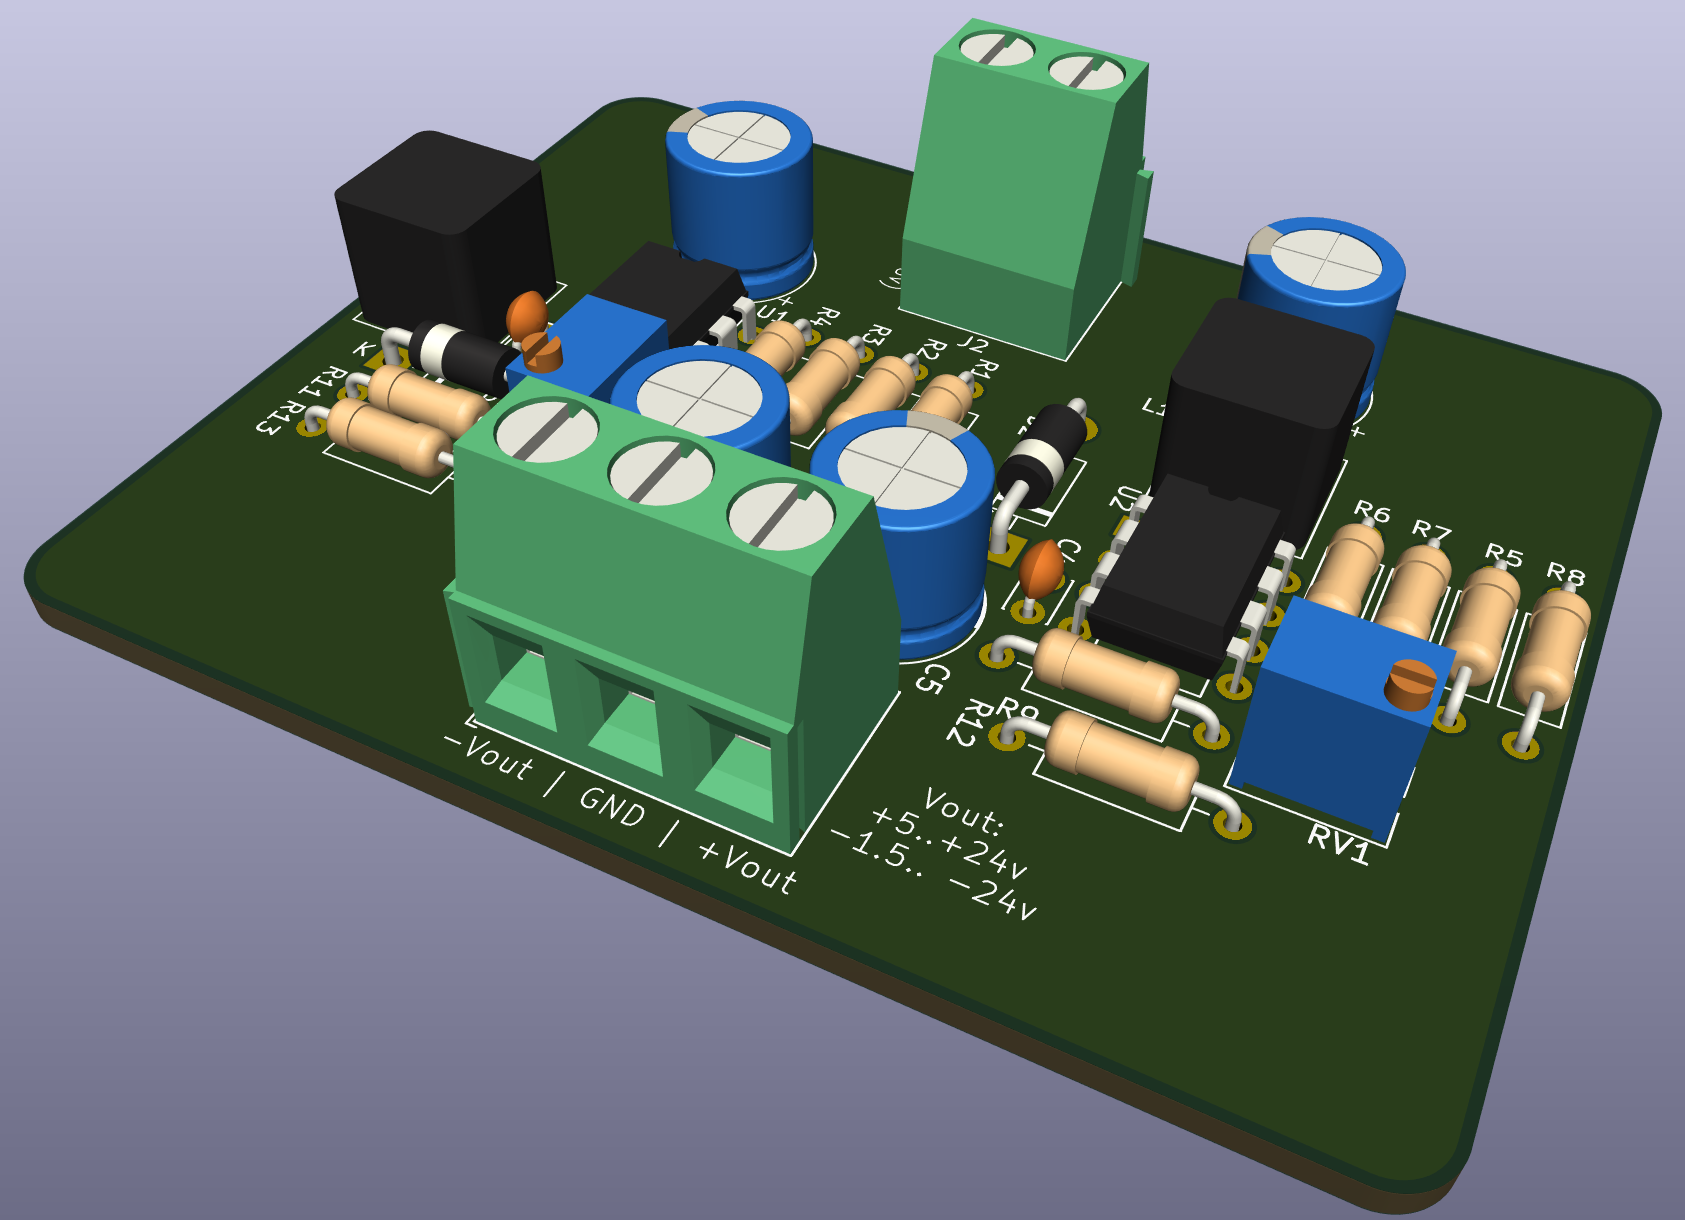 U1
R4
R3
R2
R1
J2
K
R11
R13
L1
U2
R6
R7
R5
R8
C5
R9
R12
-Vout | GND | +Vout
Vout:
+5..+24v
-1.5.. -24v
RV1